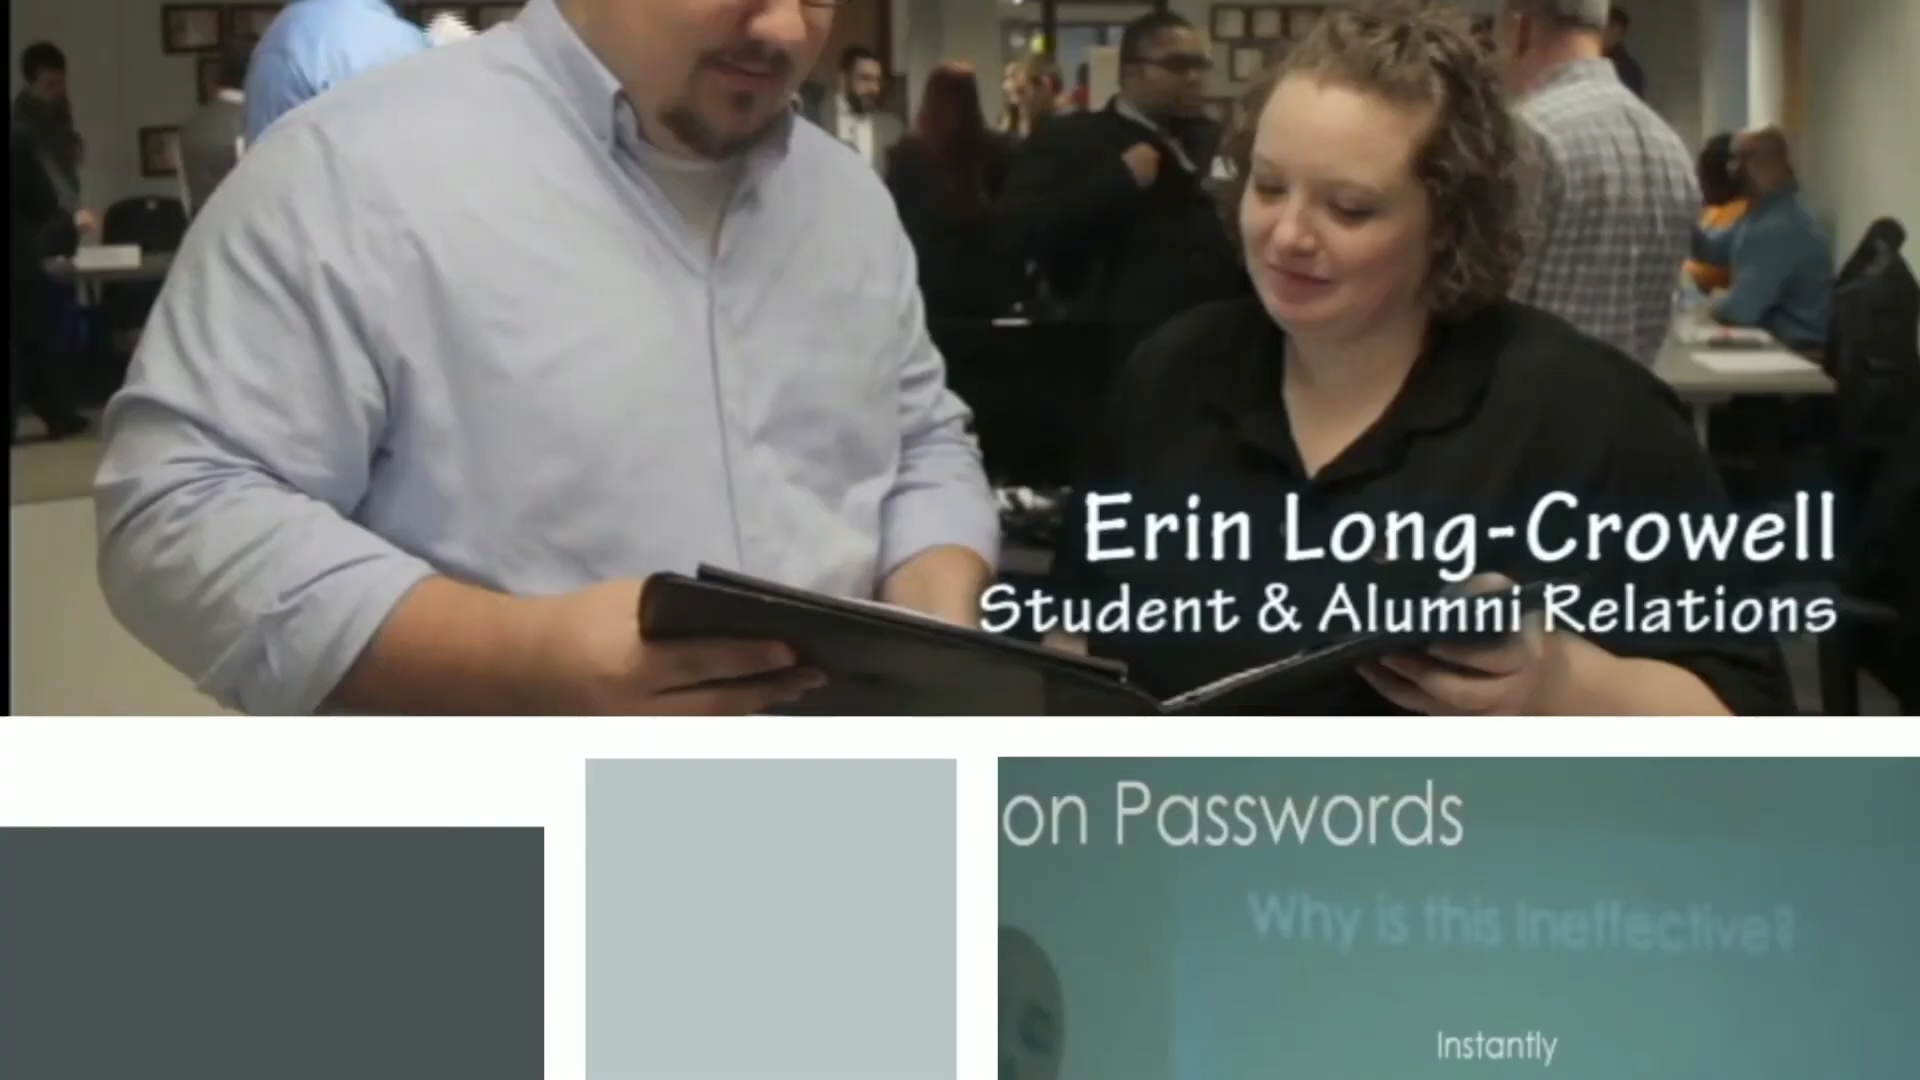 Erin Long-Crowell
Student & Alumni Relations
on Passwords
Why is this Ineffective?
Instantly